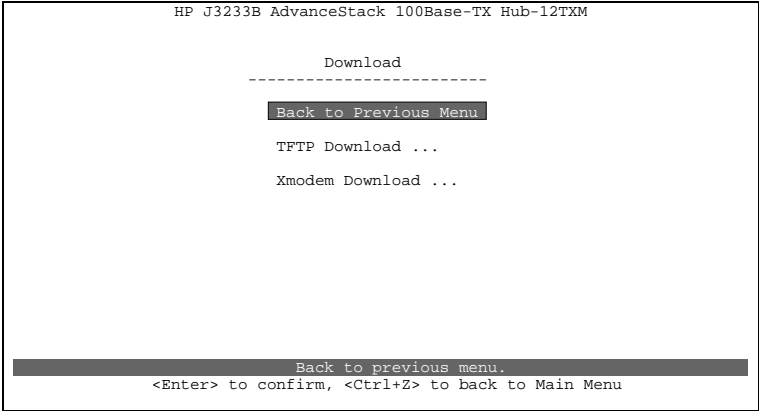 HP J3233B AdvanceStack 100Base-TX Hub-12TXM
Download
-------------------------
Back to Previous Menu
TFTP Download ...
Xmodem Download ...
Back to previous menu.
<Enter> to confirm, <Ctrl+Z> to back to Main Menu